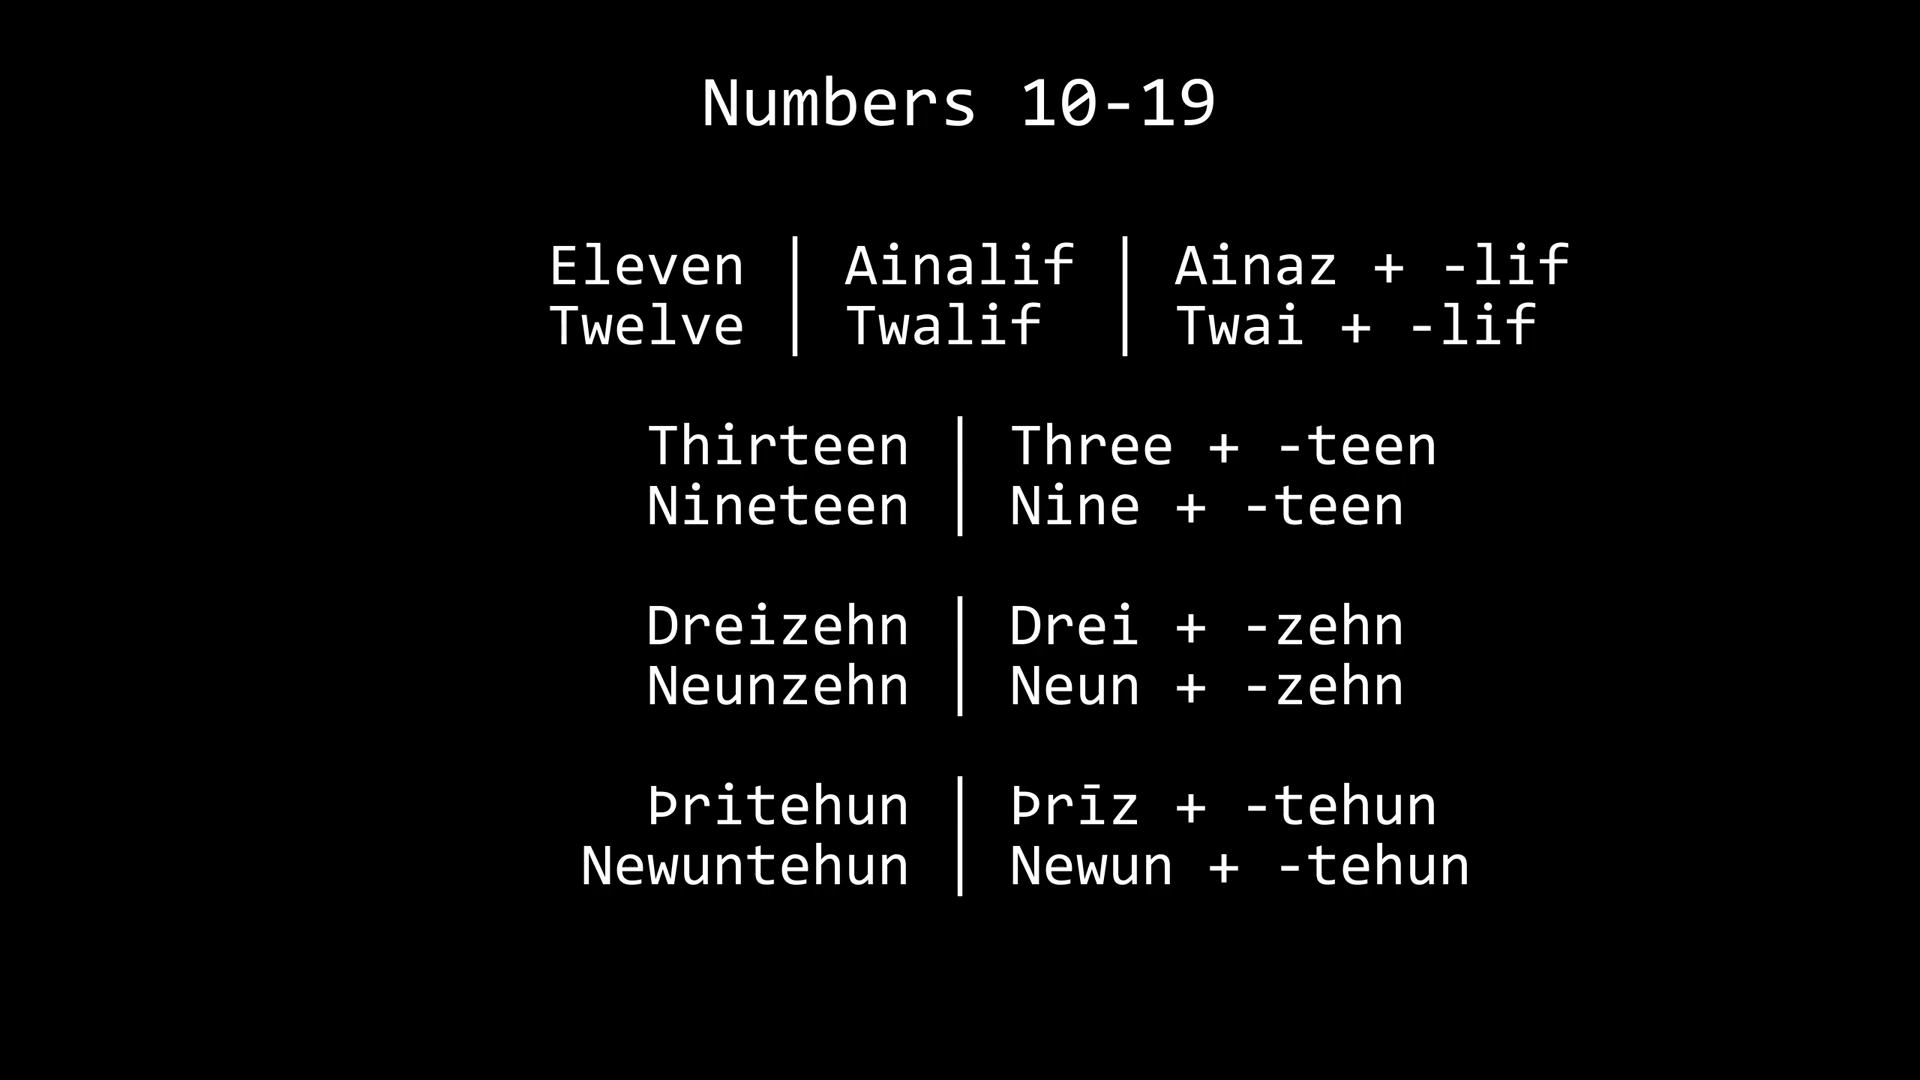 Numbers 10-19
Eleven | Ainalif | Ainaz + -lif
Twelve | Twalif | Twai + -lif
Thirteen | Three + -teen
Nineteen | Nine + -teen
Dreizehn | Drei + -zehn
Neunzehn | Neun + -zehn
Þritehun | Þrīz + -tehun
Newuntehun | Newun + -tehun